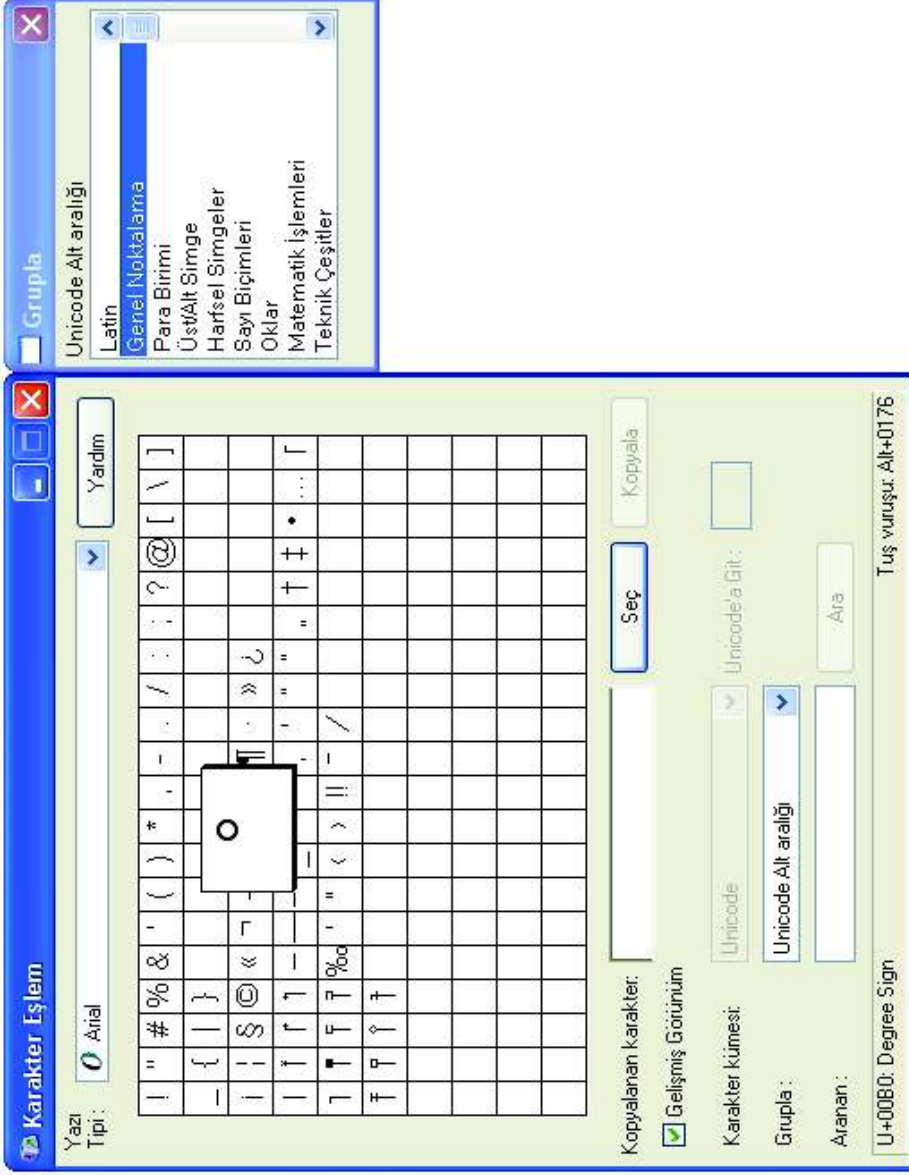 Karakter Eşlem
Yazı
Tipi :
Arial
Yardım
! " # % & ' ( ) * , - . / : ; ? @ [ \ ]
_ { | }
¡ ¦ § © « ¬ ¶ · » ¿
‰ ‹ › ‼
Kopyalanan karakter:
Seç
Kopyala
Gelişmiş Görünüm
Karakter kümesi:
Unicode
Unicode'a Git :
Grupla :
Unicode Alt aralığı
Aranan :
Ara
U+00B0: Degree Sign
Tuş vuruşu: Alt+0176
Grupla
Unicode Alt aralığı
Latin
Genel Noktalama
Para Birimi
Üst/Alt Simge
Harfsel Simgeler
Sayı Biçimleri
Oklar
Matematik İşlemleri
Teknik Çeşitler